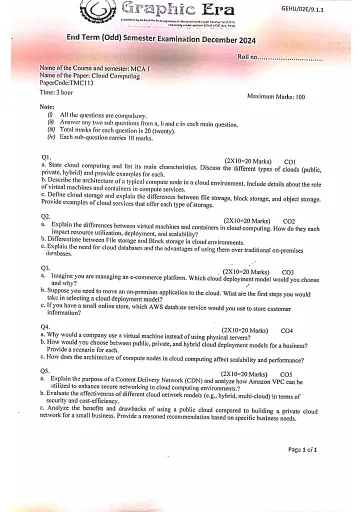 Graphic Era
GEHU/02E/9.1.3
End Term (Odd) Semester Examination December 2024
Roll no
Name of the Course and semester: MCA I
Name of the Paper: Cloud Computing
PaperCode:TMC113
Time: 3 hour
Maximum Marks: 100
Note:
(i) All the questions are compulsory.
(ii) Answer any two sub questions from a, b and c in each main question.
(iii) Total marks for each question is 20 (twenty).
(iv) Each sub-question carries 10 marks.
Q1. (2X10=20 Marks) CO1
a. State cloud computing and list its main characteristics. Discuss the different types of clouds (public,
private, hybrid) and provide examples for each.
b. Describe the architecture of a typical compute node in a cloud environment. Include details about the role
of virtual machines and containers in compute services.
c. Define cloud storage and explain the differences between file storage, block storage, and object storage.
Provide examples of cloud services that offer each type of storage.
Q2. (2X10=20 Marks) CO2
a. Explain the differences between virtual machines and containers in cloud computing. How do they each
impact resource utilization, deployment, and scalability?
b. Differentiate between File storage and Block storage in cloud environments.
c. Explain the need for cloud databases and the advantages of using them over traditional on-premises
databases.
Q3. (2X10=20 Marks) CO3
a. Imagine you are managing an e-commerce platform. Which cloud deployment model would you choose
and why?
b. Suppose you need to move an on-premises application to the cloud. What are the first steps you would
take in selecting a cloud deployment model?
c. If you have a small online store, which AWS database service would you use to store customer
information?
Q4. (2X10=20 Marks) CO4
a. Why would a company use a virtual machine instead of using physical servers?
b. How would you choose between public, private, and hybrid cloud deployment models for a business?
Provide a scenario for each.
c. How does the architecture of compute nodes in cloud computing affect scalability and performance?
Q5. (2X10=20 Marks) CO5
a. Explain the purpose of a Content Delivery Network (CDN) and analyze how Amazon VPC can be
utilized to enhance secure networking in cloud computing environments.?
b. Evaluate the effectiveness of different cloud network models (e.g., hybrid, multi-cloud) in terms of
security and cost-efficiency.
c. Analyze the benefits and drawbacks of using a public cloud compared to building a private cloud
network for a small business. Provide a reasoned recommendation based on specific business needs.
Page 1 of 1